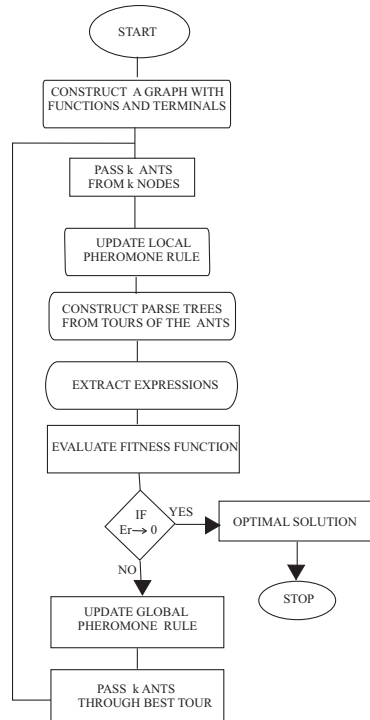 START
CONSTRUCT A GRAPH WITH
FUNCTIONS AND TERMINALS
PASS k ANTS
FROM k NODES
UPDATE LOCAL
PHEROMONE RULE
CONSTRUCT PARSE TREES
FROM TOURS OF THE ANTS
EXTRACT EXPRESSIONS
EVALUATE FITNESS FUNCTION
IF
Er→ 0
YES
OPTIMAL SOLUTION
NO
STOP
UPDATE GLOBAL
PHEROMONE RULE
PASS k ANTS
THROUGH BEST TOUR